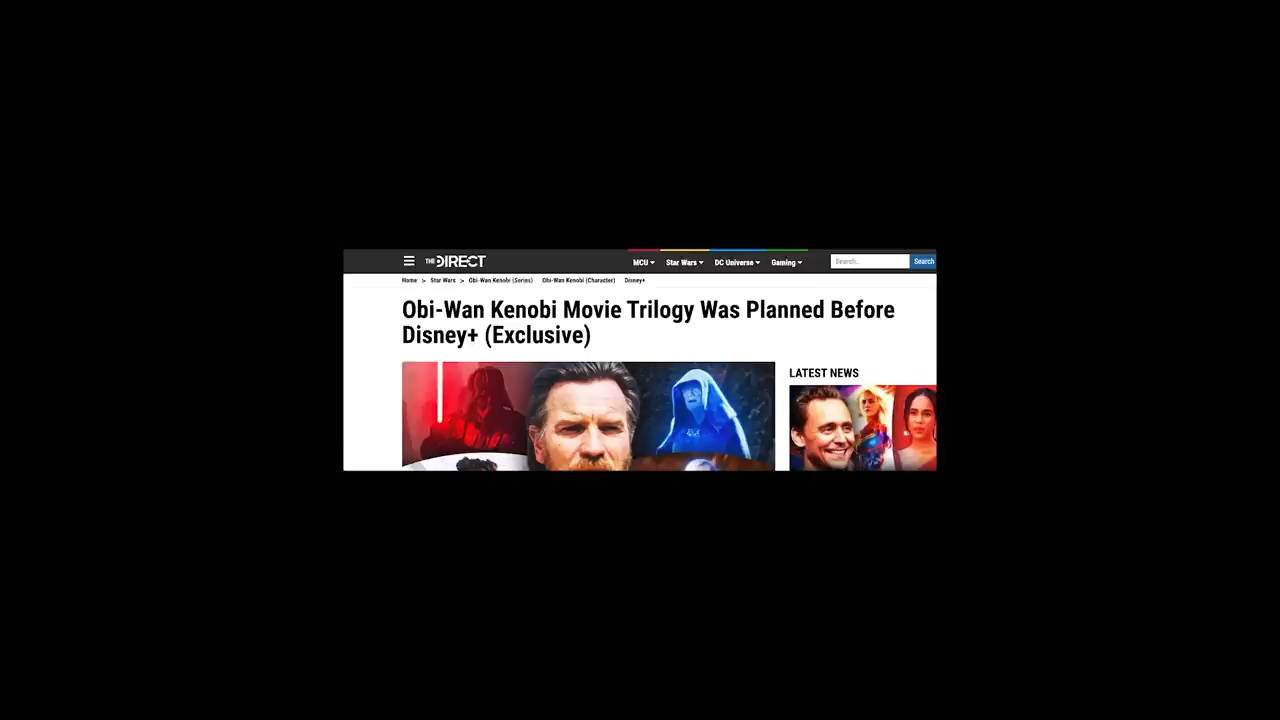 THE DIRECT
MCU Star Wars DC Universe Gaming
Search... Search
Home > Star Wars > Obi-Wan Kenobi (Series) Obi-Wan Kenobi (Character) Disney+
Obi-Wan Kenobi Movie Trilogy Was Planned Before
Disney+ (Exclusive)
LATEST NEWS